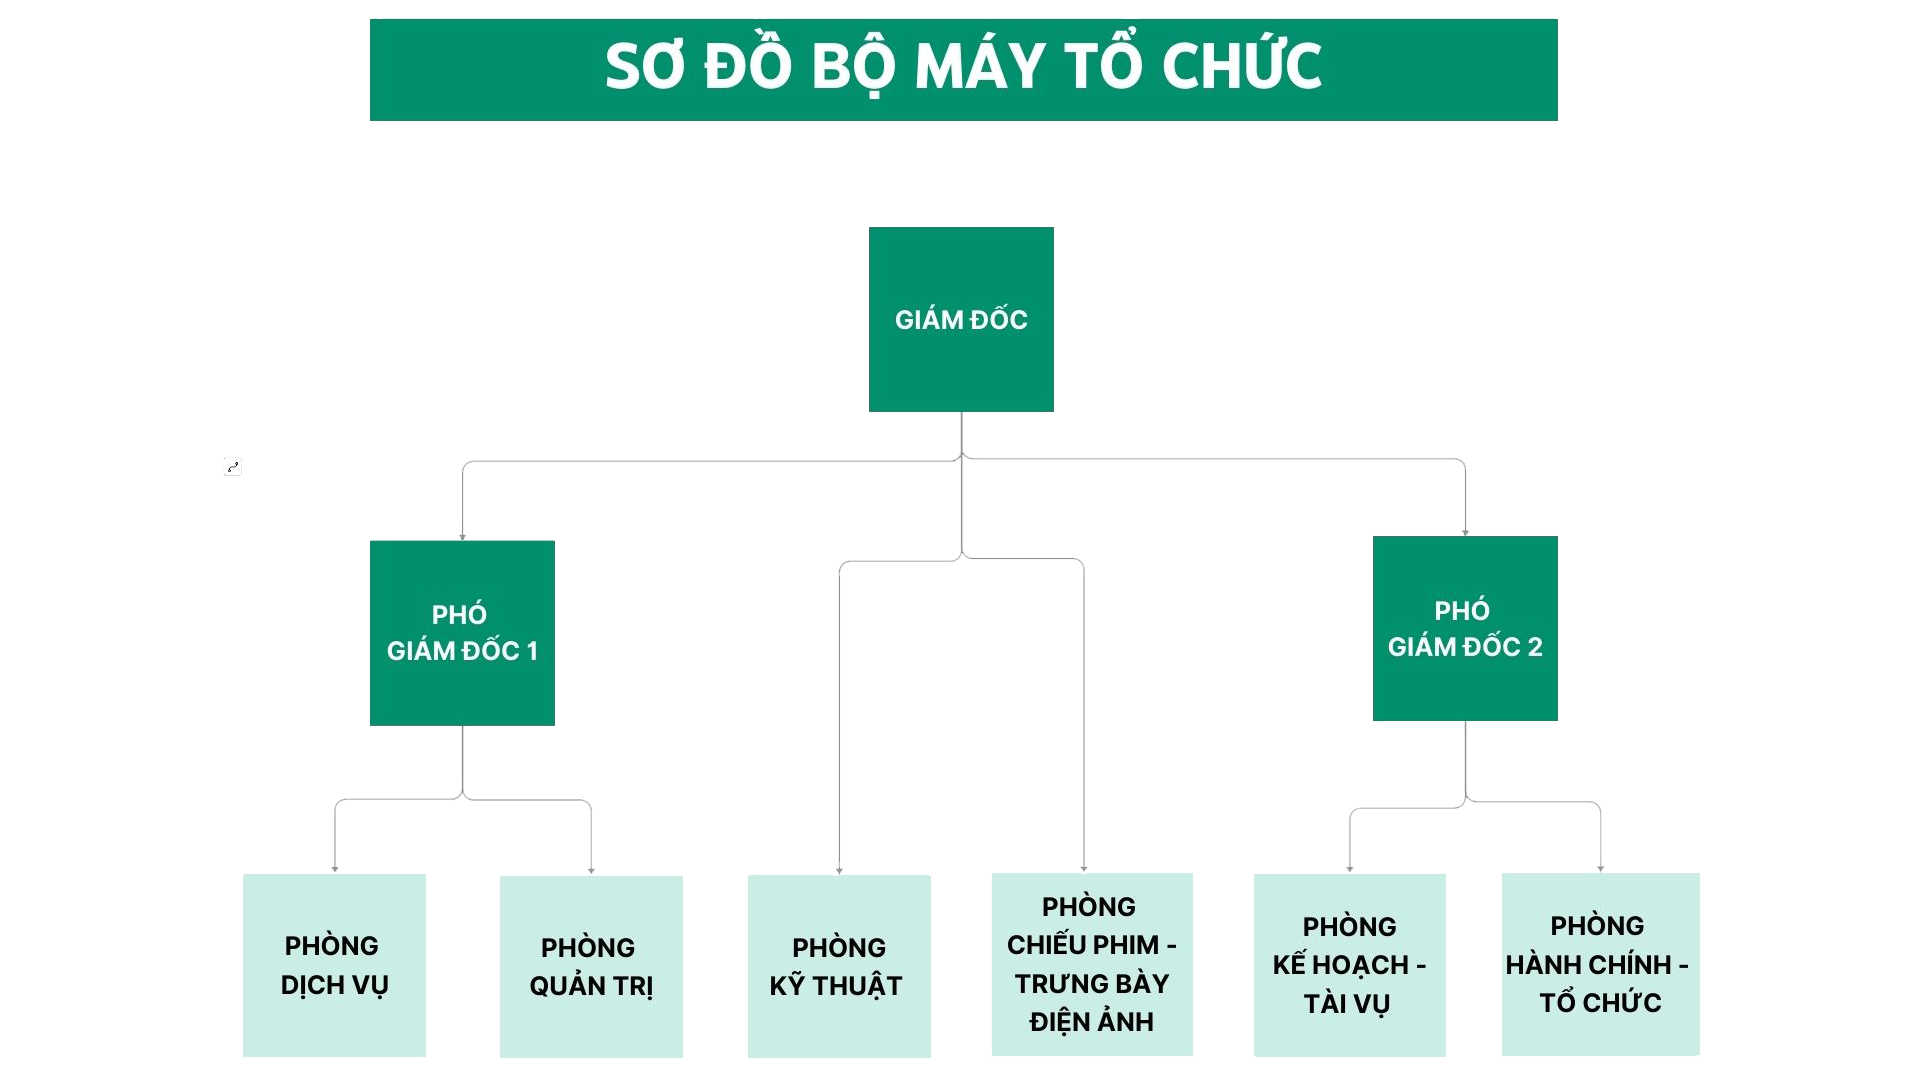 SƠ ĐỒ BỘ MÁY TỔ CHỨC
GIÁM ĐỐC
PHÓ
GIÁM ĐỐC 1
PHÓ
GIÁM ĐỐC 2
PHÒNG
DỊCH VỤ
PHÒNG
QUẢN TRỊ
PHÒNG
KỸ THUẬT
PHÒNG
CHIẾU PHIM -
TRƯNG BÀY
ĐIỆN ẢNH
PHÒNG
KẾ HOẠCH -
TÀI VỤ
PHÒNG
HÀNH CHÍNH -
TỔ CHỨC